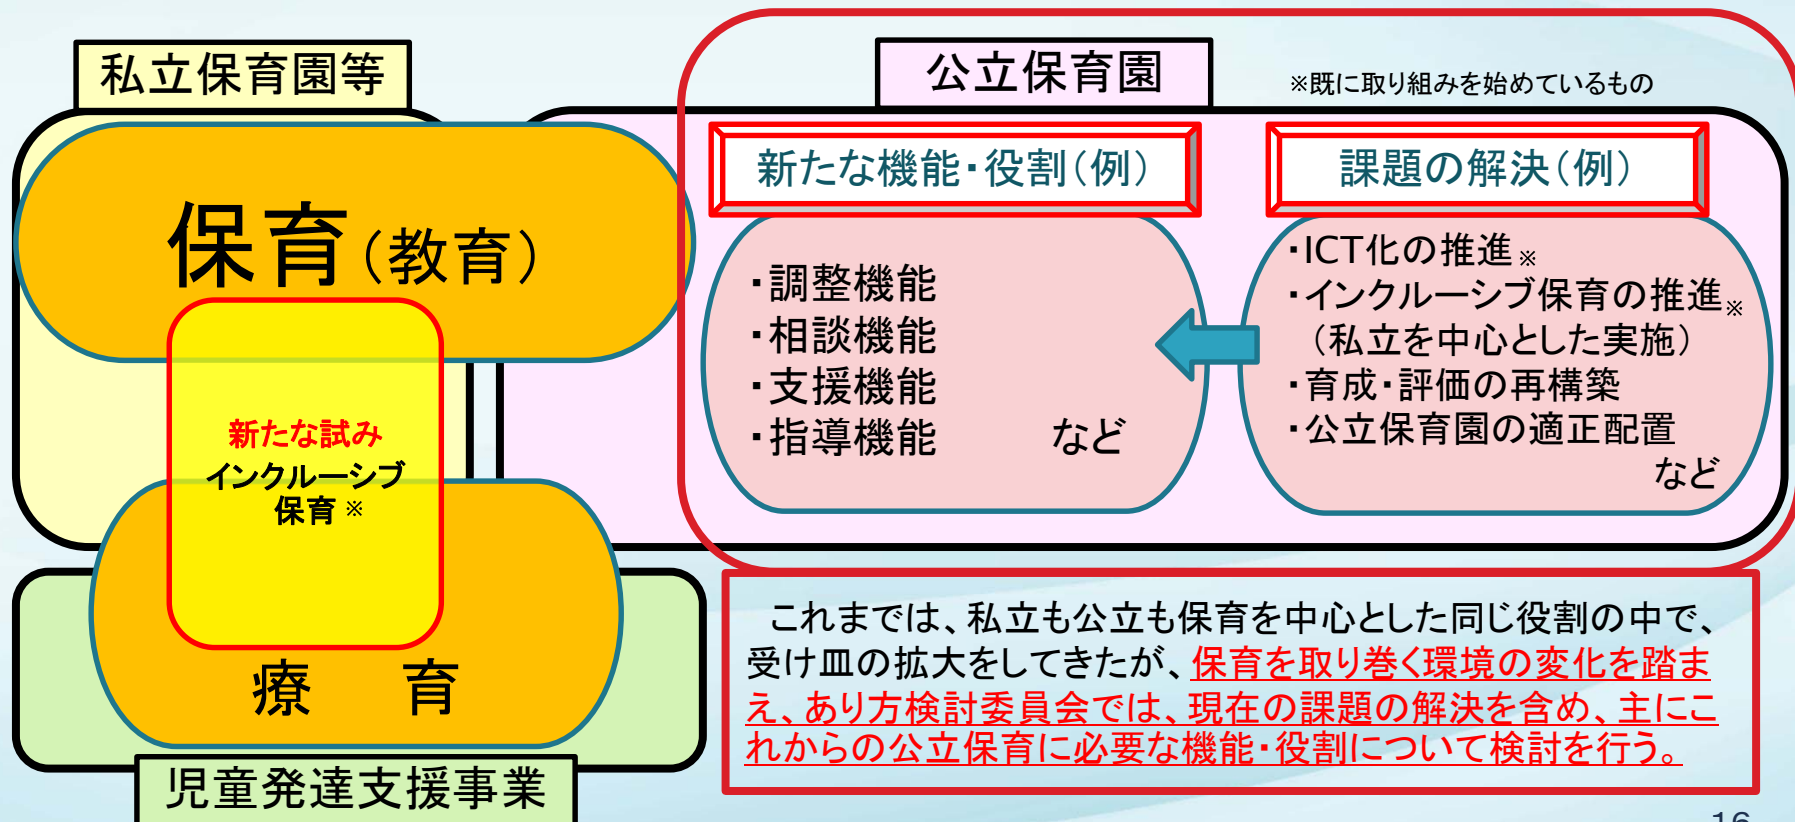 私立保育園等
公立保育園
※既に取り組みを始めているもの
保育(教育)
新たな試み
インクルーシブ
保育※
療　育
児童発達支援事業
新たな機能・役割(例)
・調整機能
・相談機能
・支援機能
・指導機能　　　など
課題の解決(例)
・ICT化の推進※
・インクルーシブ保育の推進※
（私立を中心とした実施）
・育成・評価の再構築
・公立保育園の適正配置
など
これまでは、私立も公立も保育を中心とした同じ役割の中で、
受け皿の拡大をしてきたが、保育を取り巻く環境の変化を踏ま
え、あり方検討委員会では、現在の課題の解決を含め、主にこ
れからの公立保育に必要な機能・役割について検討を行う。
16